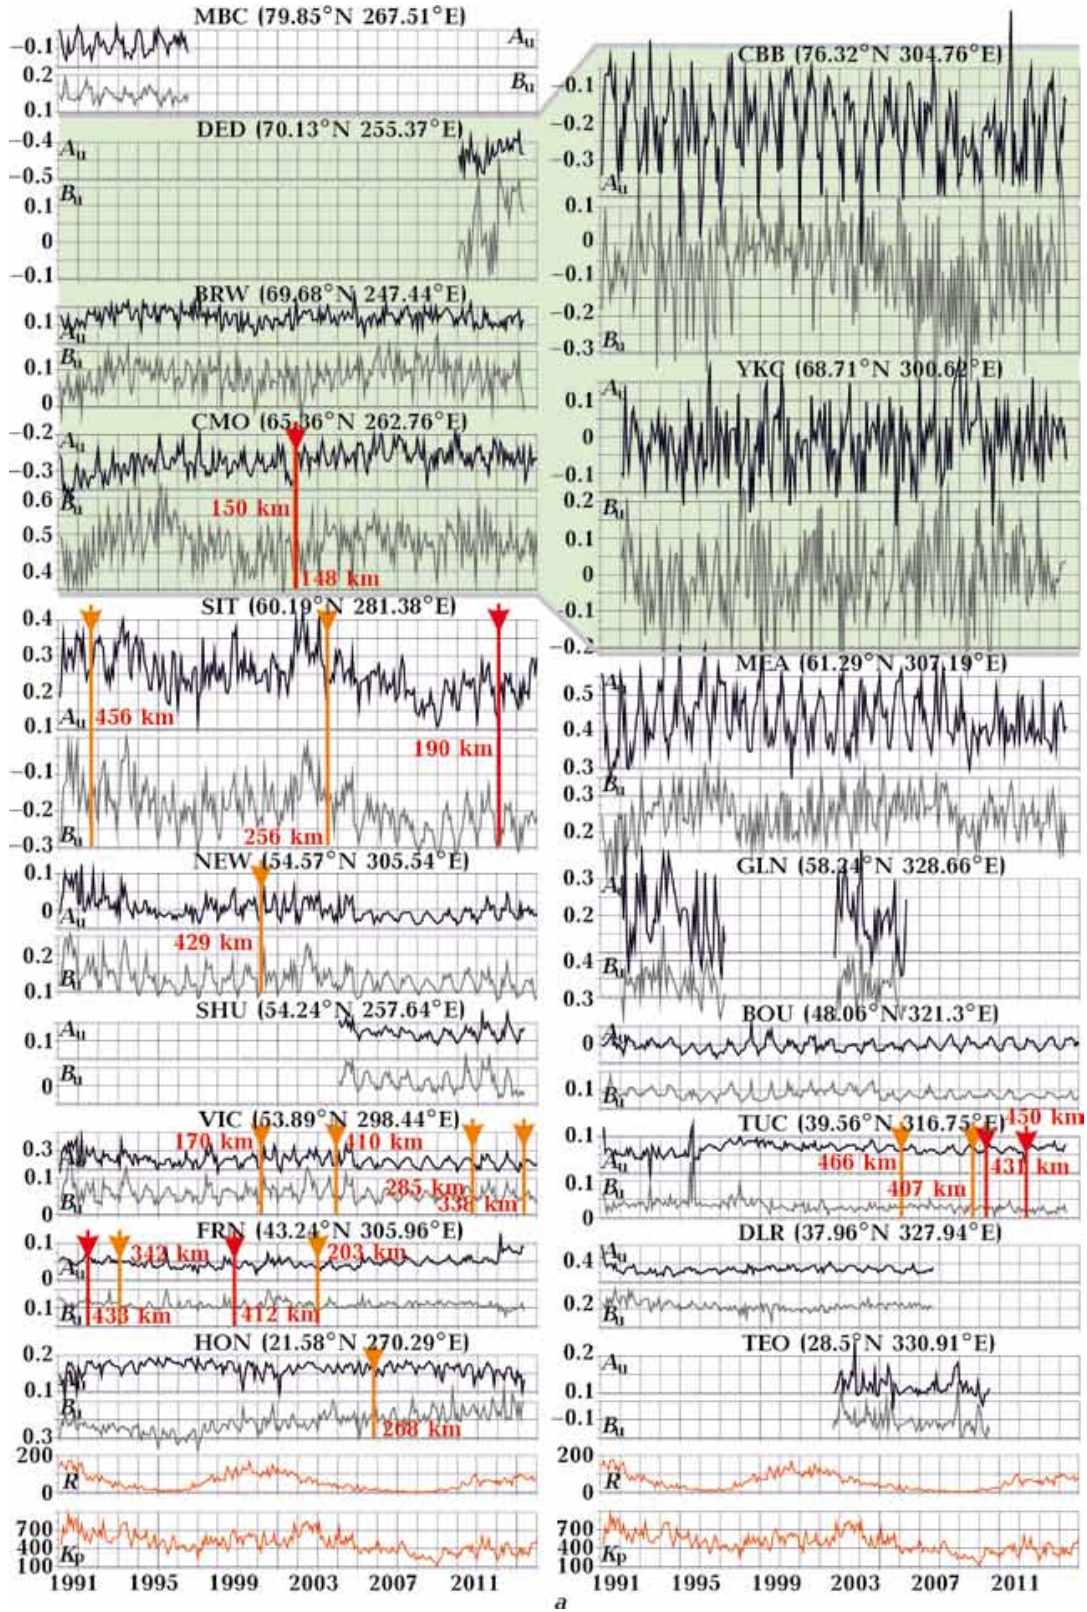 MBC (79.85°N 267.51°E)
−0.1
Au
0.2
0.1
Bu
DED (70.13°N 255.37°E)
−0.4
−0.5
Au
Bu
0.1
0
−0.1
BRW (69.68°N 247.44°E)
0.1
Au
Bu
0.1
0
CMO (65.36°N 262.76°E)
−0.2
−0.3
Au
0.6
0.5
0.4
Bu
150 km
148 km
SIT (60.19°N 281.38°E)
0.4
0.3
0.2
0.1
Au
456 km
190 km
−0.1
−0.2
−0.3
Bu
256 km
NEW (54.57°N 305.54°E)
0.1
0
Au
429 km
0.2
0.1
Bu
SHU (54.24°N 257.64°E)
0.1
Au
0
Bu
VIC (53.89°N 298.44°E)
170 km
410 km
0.3
Au
285 km
338 km
0.1
0
Bu
FRN (43.24°N 305.96°E)
0.1
0
Au
342 km
203 km
0.1
Bu
433 km
412 km
HON (21.58°N 270.29°E)
0.2
0.1
Au
Bu
0.3
268 km
200
0
R
700
400
100
Kp
1991 1995 1999 2003 2007 2011
CBB (76.32°N 304.76°E)
−0.1
−0.2
−0.3
Au
0.1
0
−0.1
−0.2
−0.3
Bu
YKC (68.71°N 300.62°E)
Au
0.1
0
−0.1
0.2
Bu
0.1
0
−0.1
−0.2
MEA (61.29°N 307.19°E)
Au
0.5
0.4
0.3
Bu
0.3
0.2
GLN (58.24°N 328.66°E)
0.3
Au
0.2
0.4
Bu
0.3
BOU (48.06°N 321.3°E)
0
Au
0.1
Bu
TUC (39.56°N 316.75°E)
450 km
0.1
Au
466 km
431 km
407 km
0.1
0
Bu
DLR (37.96°N 327.94°E)
0.4
Au
0.2
Bu
TEO (28.5°N 330.91°E)
0.2
0.1
Au
−0.1
Bu
200
0
R
700
400
100
Kp
1991 1995 1999 2003 2007 2011
a